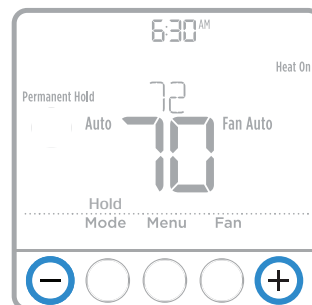 6:30 AM
Heat On
Permanent Hold
72
Auto 70 Fan Auto
Hold
Mode Menu Fan
− +